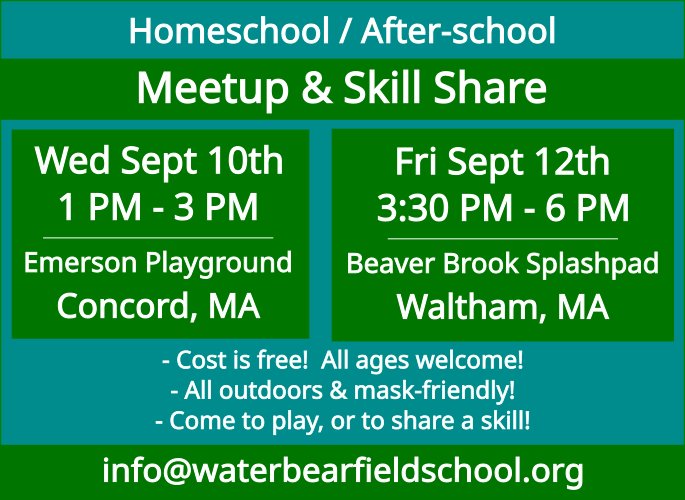 Homeschool / After-school
Meetup & Skill Share
Wed Sept 10th
1 PM - 3 PM
Emerson Playground
Concord, MA
Fri Sept 12th
3:30 PM - 6 PM
Beaver Brook Splashpad
Waltham, MA
- Cost is free!  All ages welcome!
- All outdoors & mask-friendly!
- Come to play, or to share a skill!
info@waterbearfieldschool.org